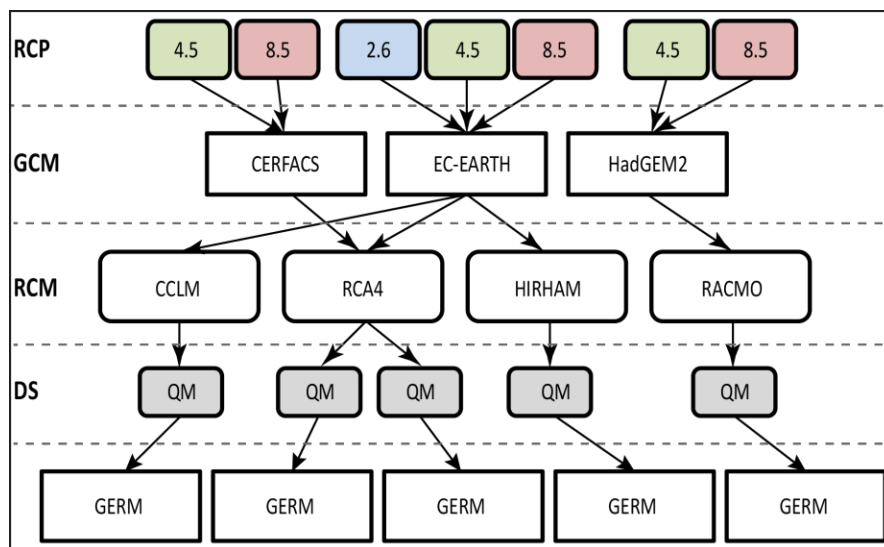 RCP 4.5 8.5 2.6 4.5 8.5 4.5 8.5
GCM CERFACS EC-EARTH HadGEM2
RCM CCLM RCA4 HIRHAM RACMO
DS QM QM QM QM QM
GERM GERM GERM GERM GERM